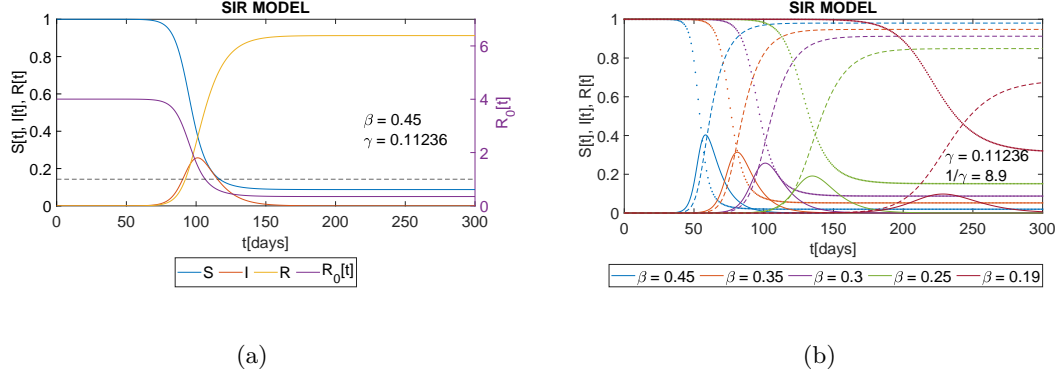 SIR MODEL
1
0.8
0.6
0.4
0.2
0
S[t], I[t], R[t]
6
4
2
0
R_0[t]
β = 0.45
γ = 0.11236
0 50 100 150 200 250 300
t[days]
S I R R_0[t]
(a)
SIR MODEL
1
0.8
0.6
0.4
0.2
0
S[t], I[t], R[t]
γ = 0.11236
1/γ = 8.9
0 50 100 150 200 250 300
t[days]
β = 0.45 β = 0.35 β = 0.3 β = 0.25 β = 0.19
(b)